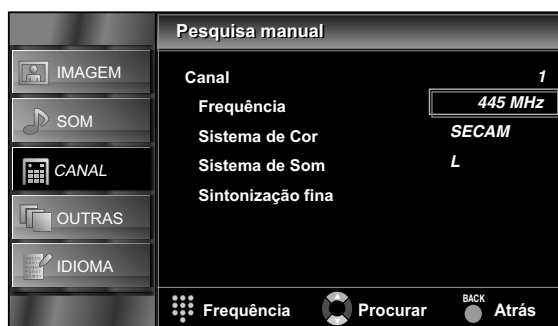 Pesquisa manual
IMAGEM
SOM
CANAL
OUTRAS
IDIOMA
Canal 1
Frequência 445 MHz
Sistema de Cor SECAM
Sistema de Som L
Sintonização fina
Frequência Procurar BACK Atrás